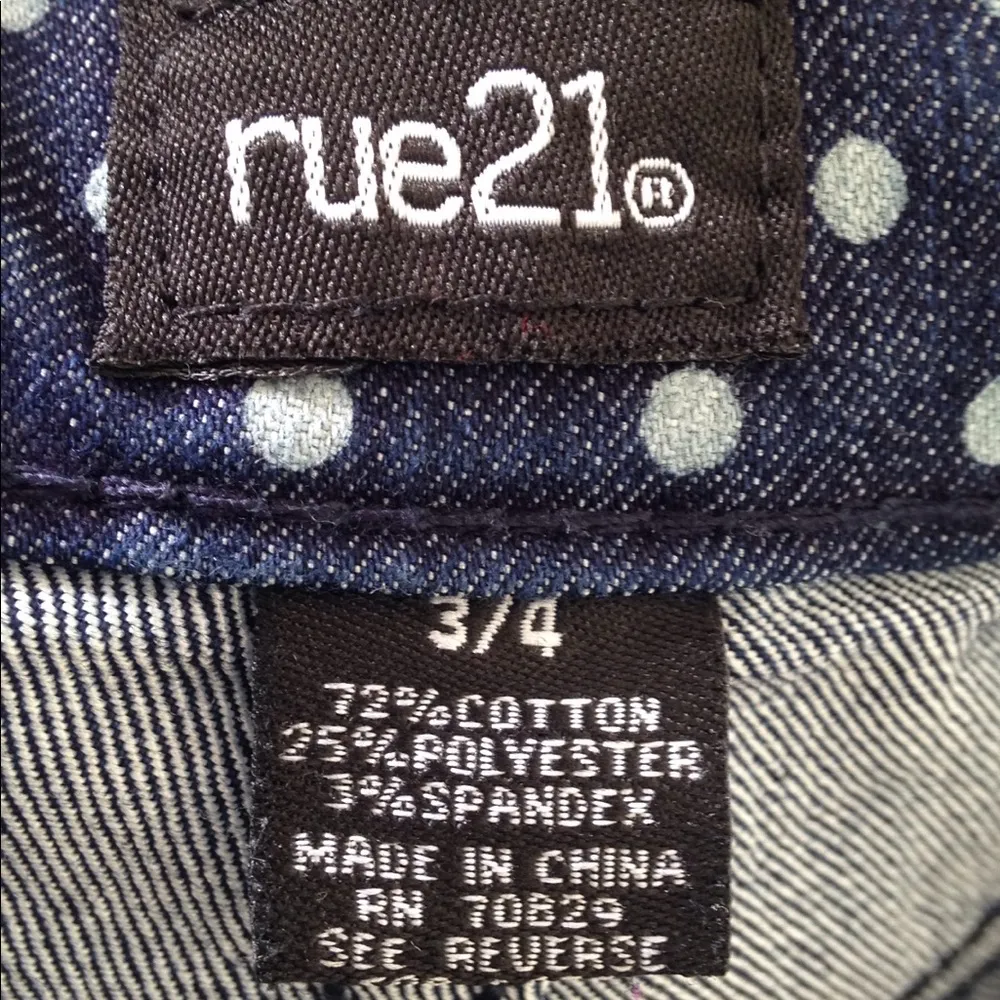 rue21®
3/4
72%COTTON
25%POLYESTER
3%SPANDEX
MADE IN CHINA
RN 70829
SEE REVERSE